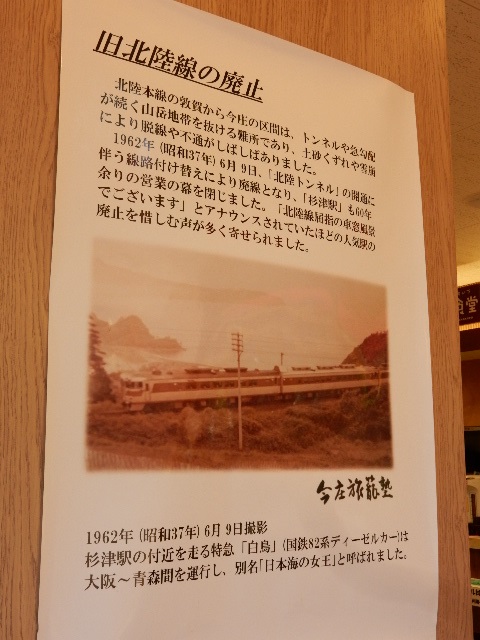 旧北陸線の廃止
北陸本線の敦賀から今庄の区間は、トンネルや急勾配
が続く山岳地帯を抜ける難所であり、土砂くずれや雪崩
により脱線や不通がしばしばありました。
1962年(昭和37年)6月9日、「北陸トンネル」の開通に
伴う線路付け替えにより廃線となり、「杉津駅」も60年
余りの営業の幕を閉じました。「北陸線屈指の車窓風景
でございます」とアナウンスされていたほどの人気駅の
廃止を惜しむ声が多く寄せられました。
今庄旅籠塾
1962年(昭和37年)6月9日撮影
杉津駅の付近を走る特急「白鳥」(国鉄82系ディーゼルカー)は
大阪～青森間を運行し、別名「日本海の女王」と呼ばれました。
堂